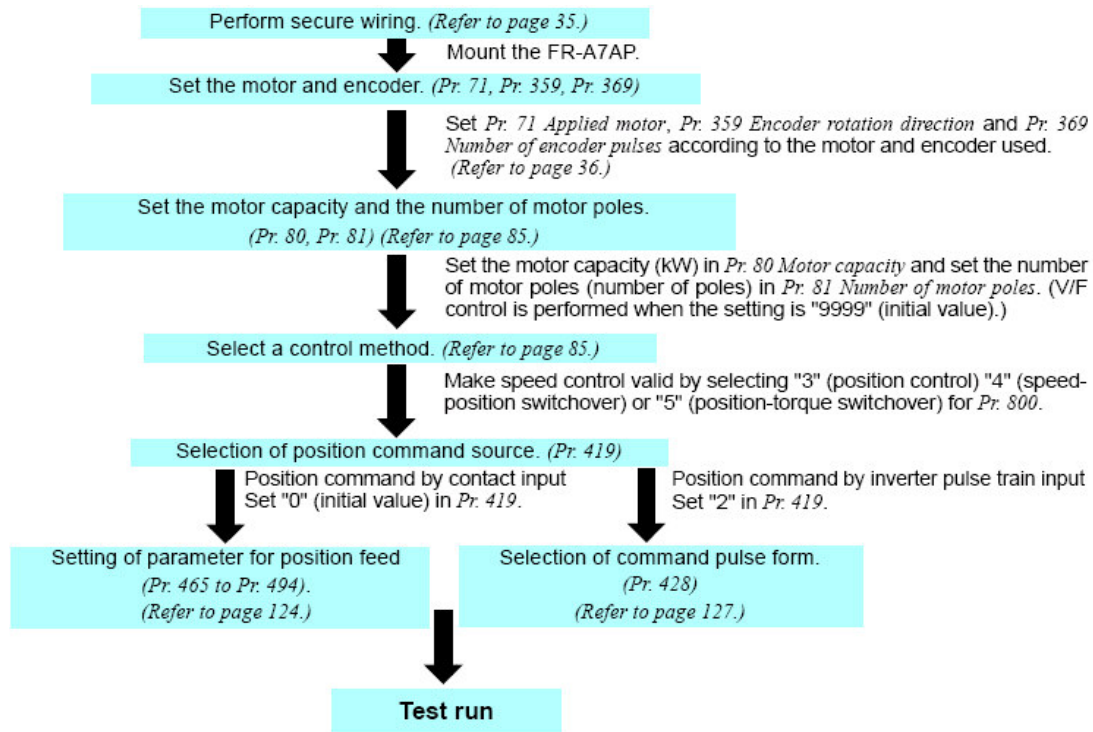 Perform secure wiring. (Refer to page 35.)
Mount the FR-A7AP.
Set the motor and encoder. (Pr. 71, Pr. 359, Pr. 369)
Set Pr. 71 Applied motor, Pr. 359 Encoder rotation direction and Pr. 369
Number of encoder pulses according to the motor and encoder used.
(Refer to page 36.)
Set the motor capacity and the number of motor poles.
(Pr. 80, Pr. 81) (Refer to page 85.)
Set the motor capacity (kW) in Pr. 80 Motor capacity and set the number
of motor poles (number of poles) in Pr. 81 Number of motor poles. (V/F
control is performed when the setting is "9999" (initial value).)
Select a control method. (Refer to page 85.)
Make speed control valid by selecting "3" (position control) "4" (speed-
position switchover) or "5" (position-torque switchover) for Pr. 800.
Selection of position command source. (Pr. 419)
Position command by contact input
Set "0" (initial value) in Pr. 419.
Position command by inverter pulse train input
Set "2" in Pr. 419.
Setting of parameter for position feed
(Pr. 465 to Pr. 494).
(Refer to page 124.)
Selection of command pulse form.
(Pr. 428)
(Refer to page 127.)
Test run